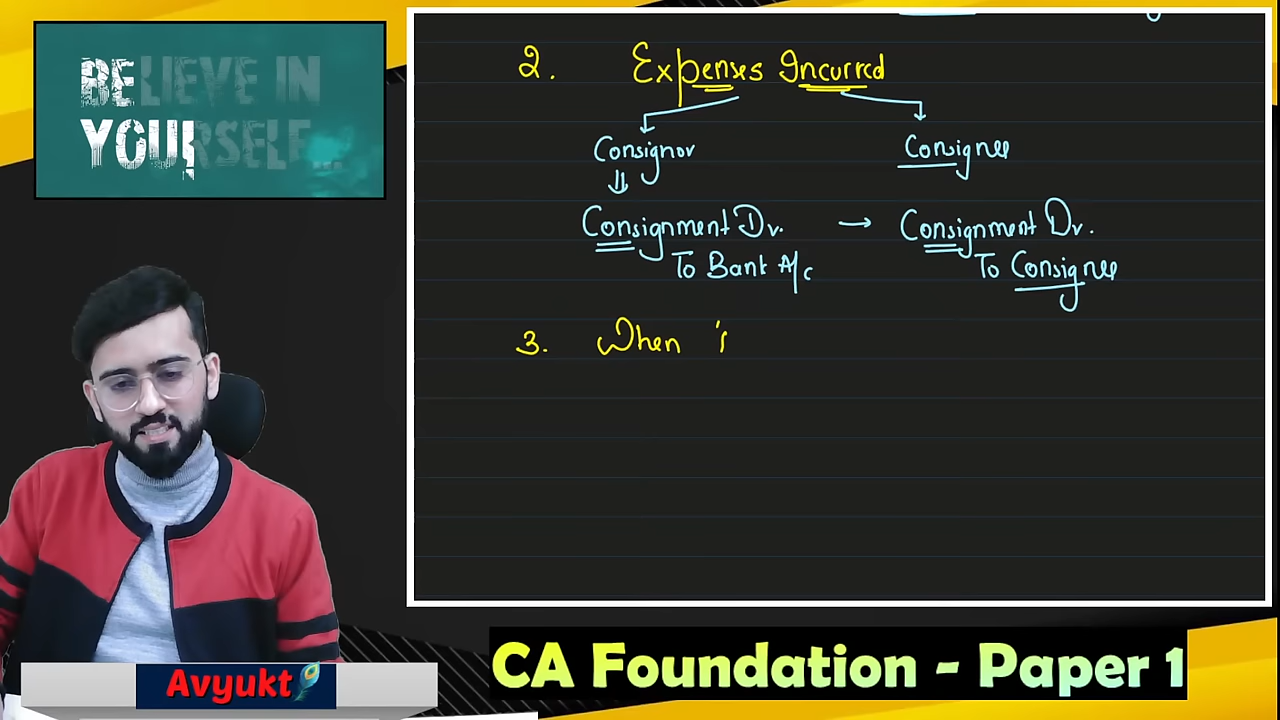 BELIEVE IN
YOURSELF...
2. Expenses Incurred
Consignor Consignee
Consignment Dr. → Consignment Dr.
To Bank A/c To Consignee
3. When i
Avyukt
CA Foundation - Paper 1